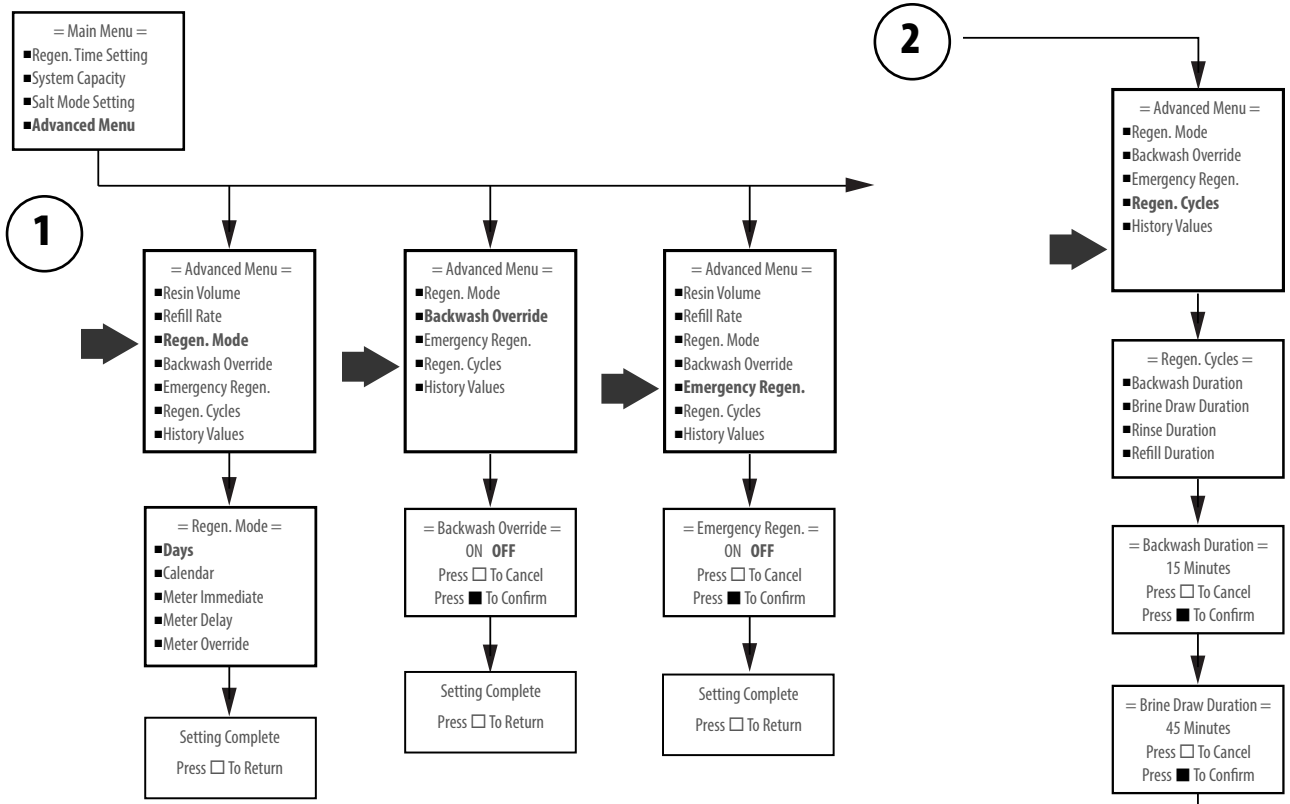 = Main Menu =
■Regen. Time Setting
■System Capacity
■Salt Mode Setting
■Advanced Menu
1
= Advanced Menu =
■Resin Volume
■Refill Rate
■Regen. Mode
■Backwash Override
■Emergency Regen.
■Regen. Cycles
■History Values
= Regen. Mode =
■Days
■Calendar
■Meter Immediate
■Meter Delay
■Meter Override
Setting Complete
Press □ To Return
= Advanced Menu =
■Regen. Mode
■Backwash Override
■Emergency Regen.
■Regen. Cycles
■History Values
= Backwash Override =
ON OFF
Press □ To Cancel
Press ■ To Confirm
Setting Complete
Press □ To Return
= Advanced Menu =
■Resin Volume
■Refill Rate
■Regen. Mode
■Backwash Override
■Emergency Regen.
■Regen. Cycles
■History Values
= Emergency Regen. =
ON OFF
Press □ To Cancel
Press ■ To Confirm
Setting Complete
Press □ To Return
2
= Advanced Menu =
■Regen. Mode
■Backwash Override
■Emergency Regen.
■Regen. Cycles
■History Values
= Regen. Cycles =
■Backwash Duration
■Brine Draw Duration
■Rinse Duration
■Refill Duration
= Backwash Duration =
15 Minutes
Press □ To Cancel
Press ■ To Confirm
= Brine Draw Duration =
45 Minutes
Press □ To Cancel
Press ■ To Confirm